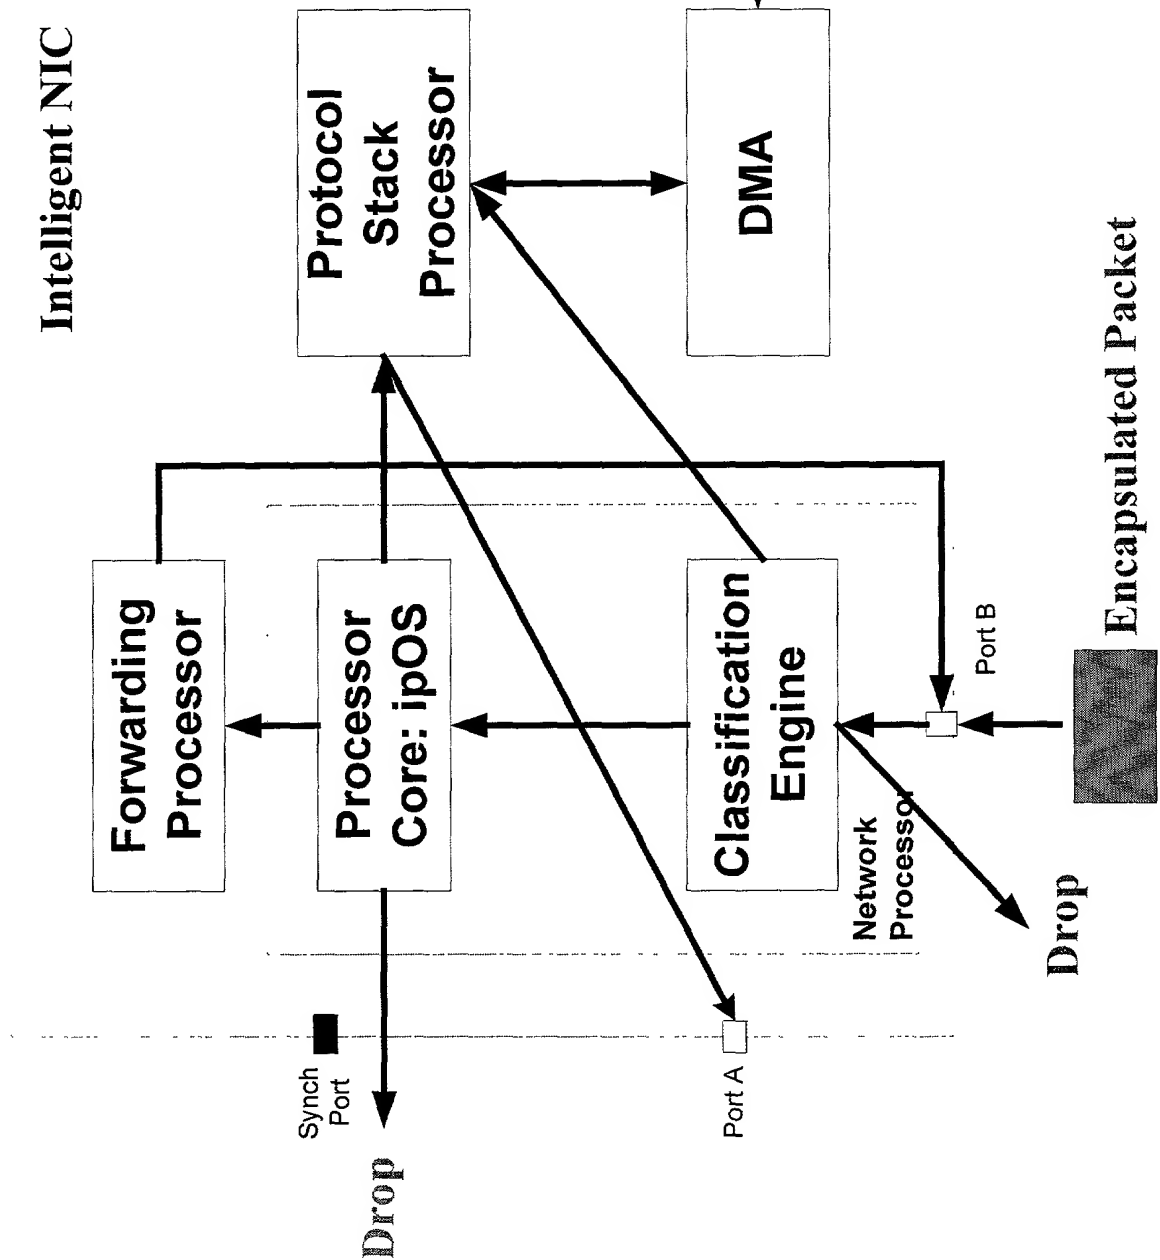 Intelligent NIC
Forwarding
Processor
Processor
Core: ipOS
Protocol
Stack
Processor
Synch
Port
Drop
Classification
Engine
DMA
Network
Processor
Port A
Port B
Drop
Encapsulated Packet